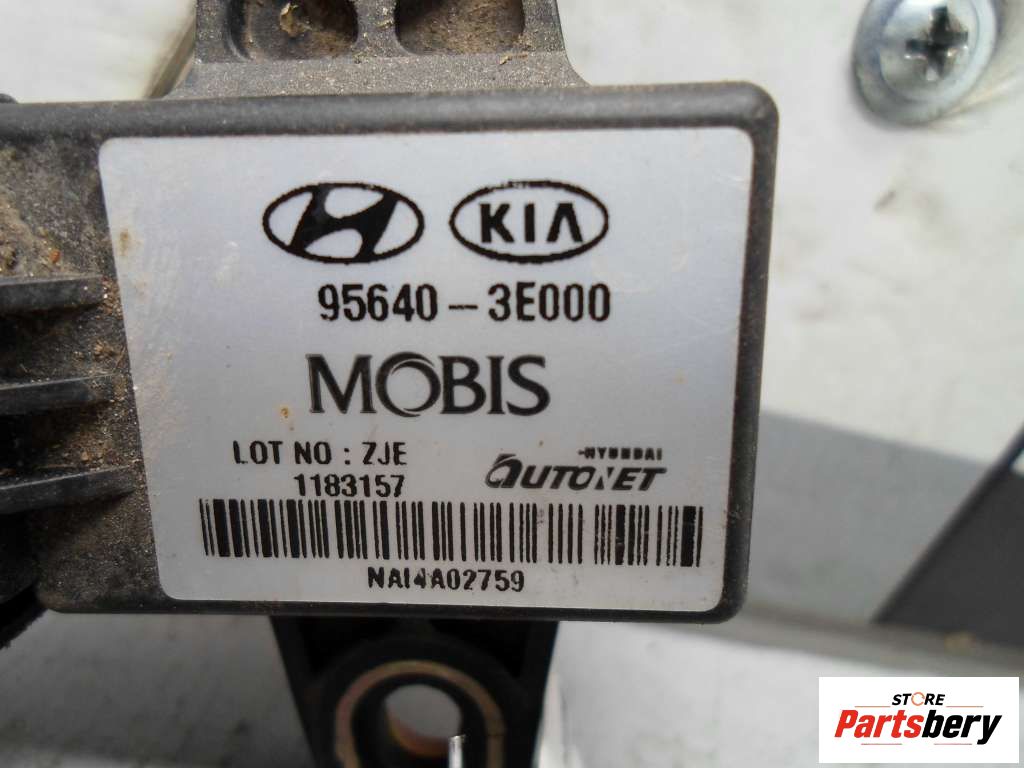 KIA
95640-3E000
MOBIS
LOT NO : ZJE
1183157
HYUNDAI
AUTONET
NAI4A02759
STORE
Partsbery